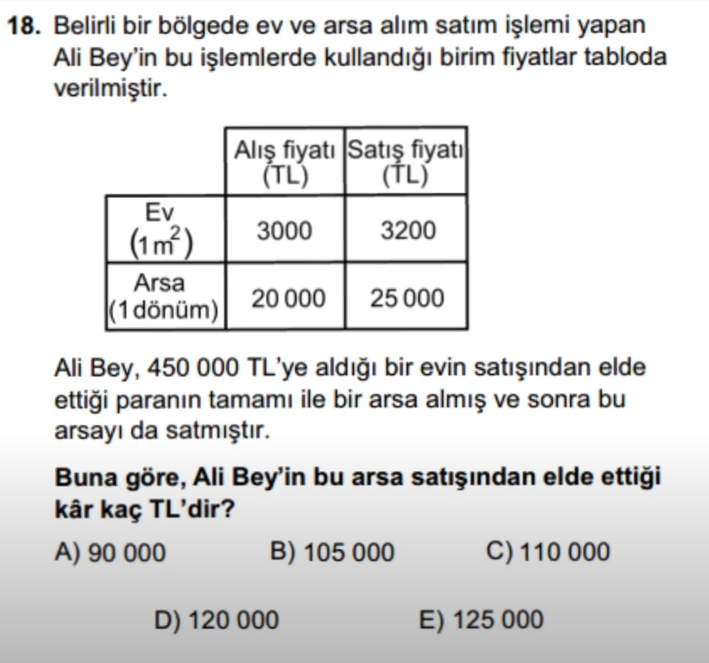 18. Belirli bir bölgede ev ve arsa alım satım işlemi yapan
Ali Bey'in bu işlemlerde kullandığı birim fiyatlar tabloda
verilmiştir.
Alış fiyatı Satış fiyatı
(TL) (TL)
Ev
(1 m²) 3000 3200
Arsa
(1 dönüm) 20 000 25 000
Ali Bey, 450 000 TL'ye aldığı bir evin satışından elde
ettiği paranın tamamı ile bir arsa almış ve sonra bu
arsayı da satmıştır.
Buna göre, Ali Bey'in bu arsa satışından elde ettiği
kâr kaç TL'dir?
A) 90 000 B) 105 000 C) 110 000
D) 120 000 E) 125 000